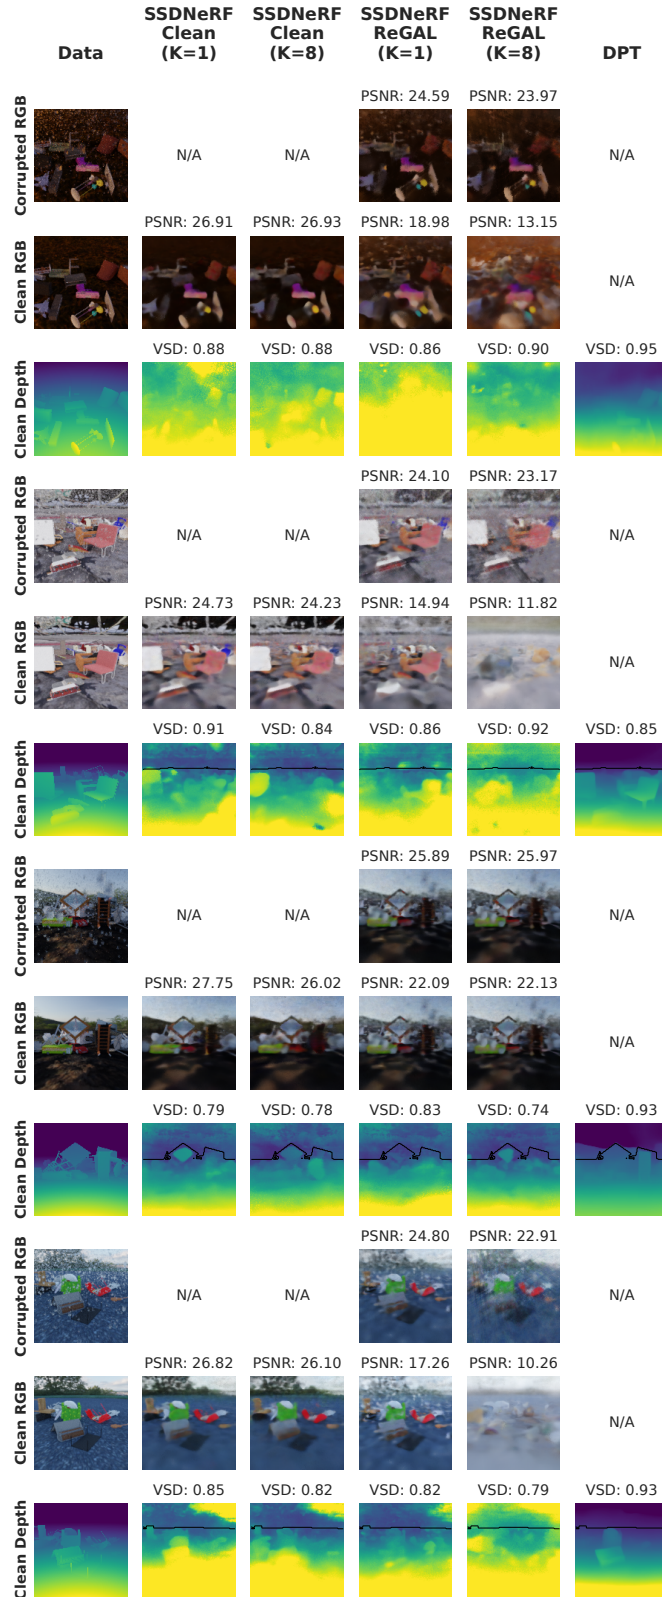 Data
SSDNeRF
Clean
(K=1)
SSDNeRF
Clean
(K=8)
SSDNeRF
ReGAL
(K=1)
SSDNeRF
ReGAL
(K=8)
DPT
Corrupted RGB
N/A
N/A
PSNR: 24.59
PSNR: 23.97
N/A
Clean RGB
PSNR: 26.91
PSNR: 26.93
PSNR: 18.98
PSNR: 13.15
N/A
Clean Depth
VSD: 0.88
VSD: 0.88
VSD: 0.86
VSD: 0.90
VSD: 0.95
Corrupted RGB
N/A
N/A
PSNR: 24.10
PSNR: 23.17
N/A
Clean RGB
PSNR: 24.73
PSNR: 24.23
PSNR: 14.94
PSNR: 11.82
N/A
Clean Depth
VSD: 0.91
VSD: 0.84
VSD: 0.86
VSD: 0.92
VSD: 0.85
Corrupted RGB
N/A
N/A
PSNR: 25.89
PSNR: 25.97
N/A
Clean RGB
PSNR: 27.75
PSNR: 26.02
PSNR: 22.09
PSNR: 22.13
N/A
Clean Depth
VSD: 0.79
VSD: 0.78
VSD: 0.83
VSD: 0.74
VSD: 0.93
Corrupted RGB
N/A
N/A
PSNR: 24.80
PSNR: 22.91
N/A
Clean RGB
PSNR: 26.82
PSNR: 26.10
PSNR: 17.26
PSNR: 10.26
N/A
Clean Depth
VSD: 0.85
VSD: 0.82
VSD: 0.82
VSD: 0.79
VSD: 0.93